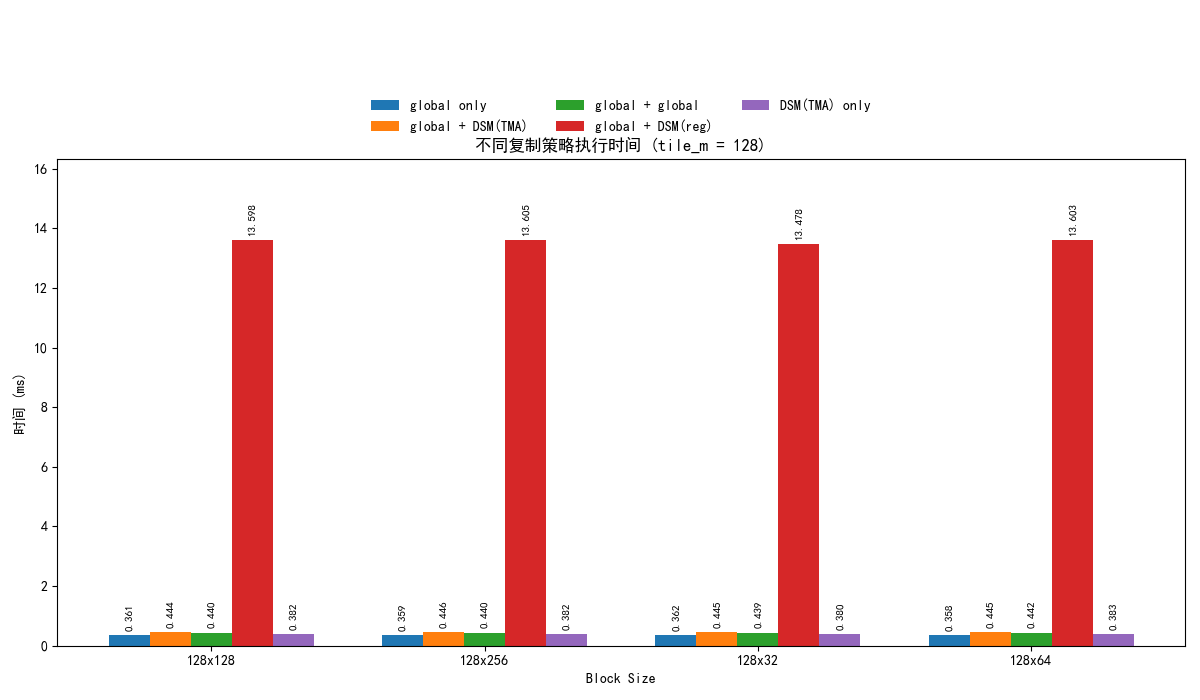 global only
global + global
DSM(TMA) only
global + DSM(TMA)
global + DSM(reg)
不同复制策略执行时间 (tile_m = 128)
时间 (ms)
16
14
12
10
8
6
4
2
0
0.361
0.444
0.440
13.598
0.382
0.359
0.446
0.440
13.605
0.382
0.362
0.445
0.439
13.478
0.380
0.358
0.445
0.442
13.603
0.383
128x128
128x256
128x32
128x64
Block Size